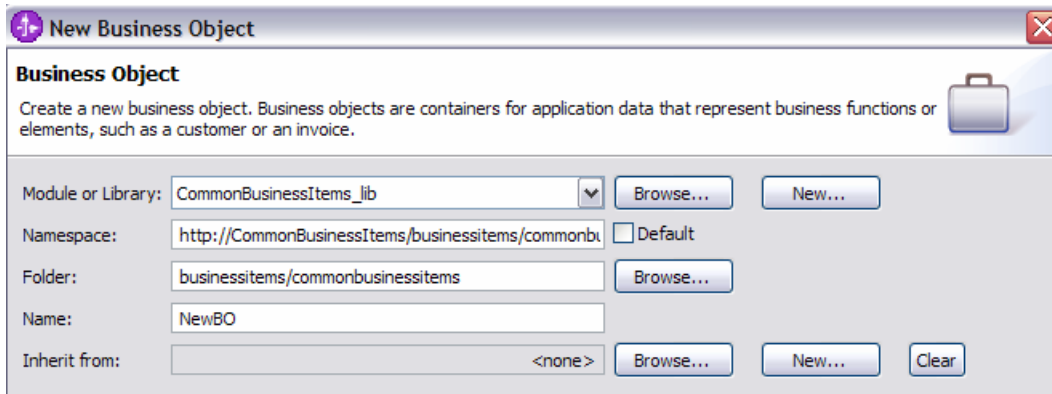 New Business Object
Business Object
Create a new business object. Business objects are containers for application data that represent business functions or
elements, such as a customer or an invoice.
Module or Library: CommonBusinessItems_lib Browse... New...
Namespace: http://CommonBusinessItems/businessitems/commonbu Default
Folder: businessitems/commonbusinessitems Browse...
Name: NewBO
Inherit from: <none> Browse... New... Clear